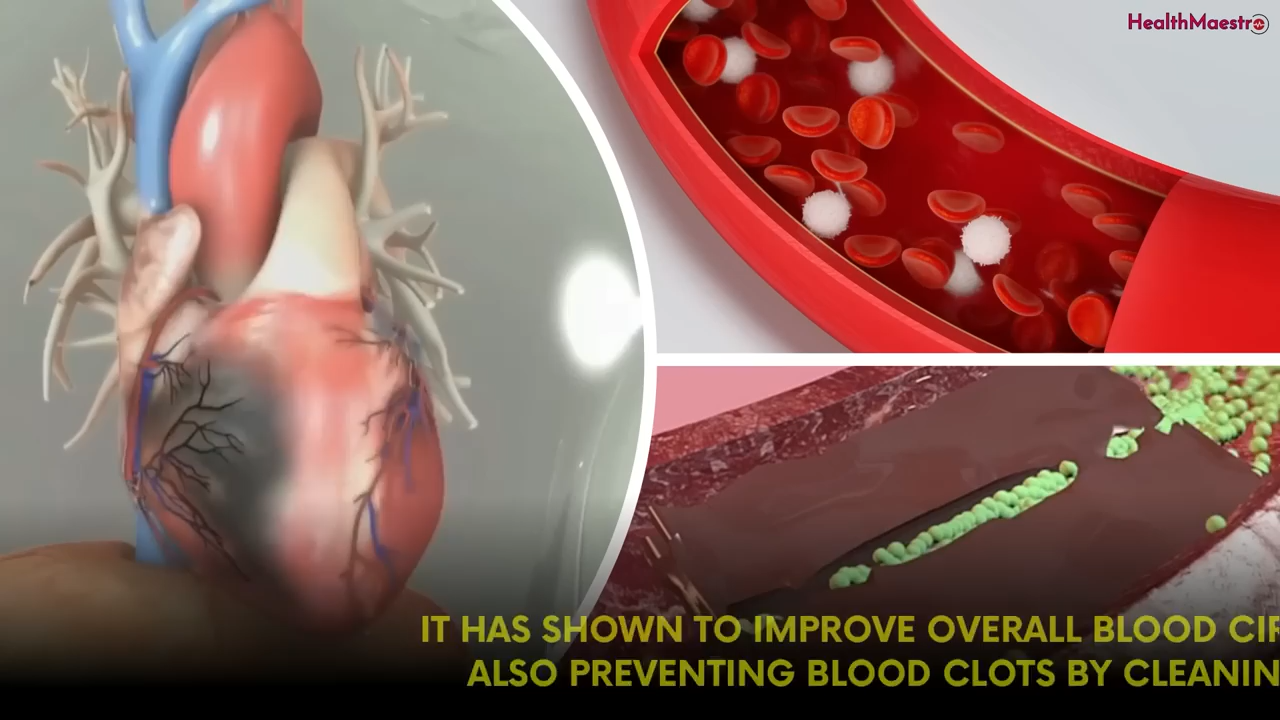 HealthMaestro
IT HAS SHOWN TO IMPROVE OVERALL BLOOD
ALSO PREVENTING BLOOD CLOTS BY